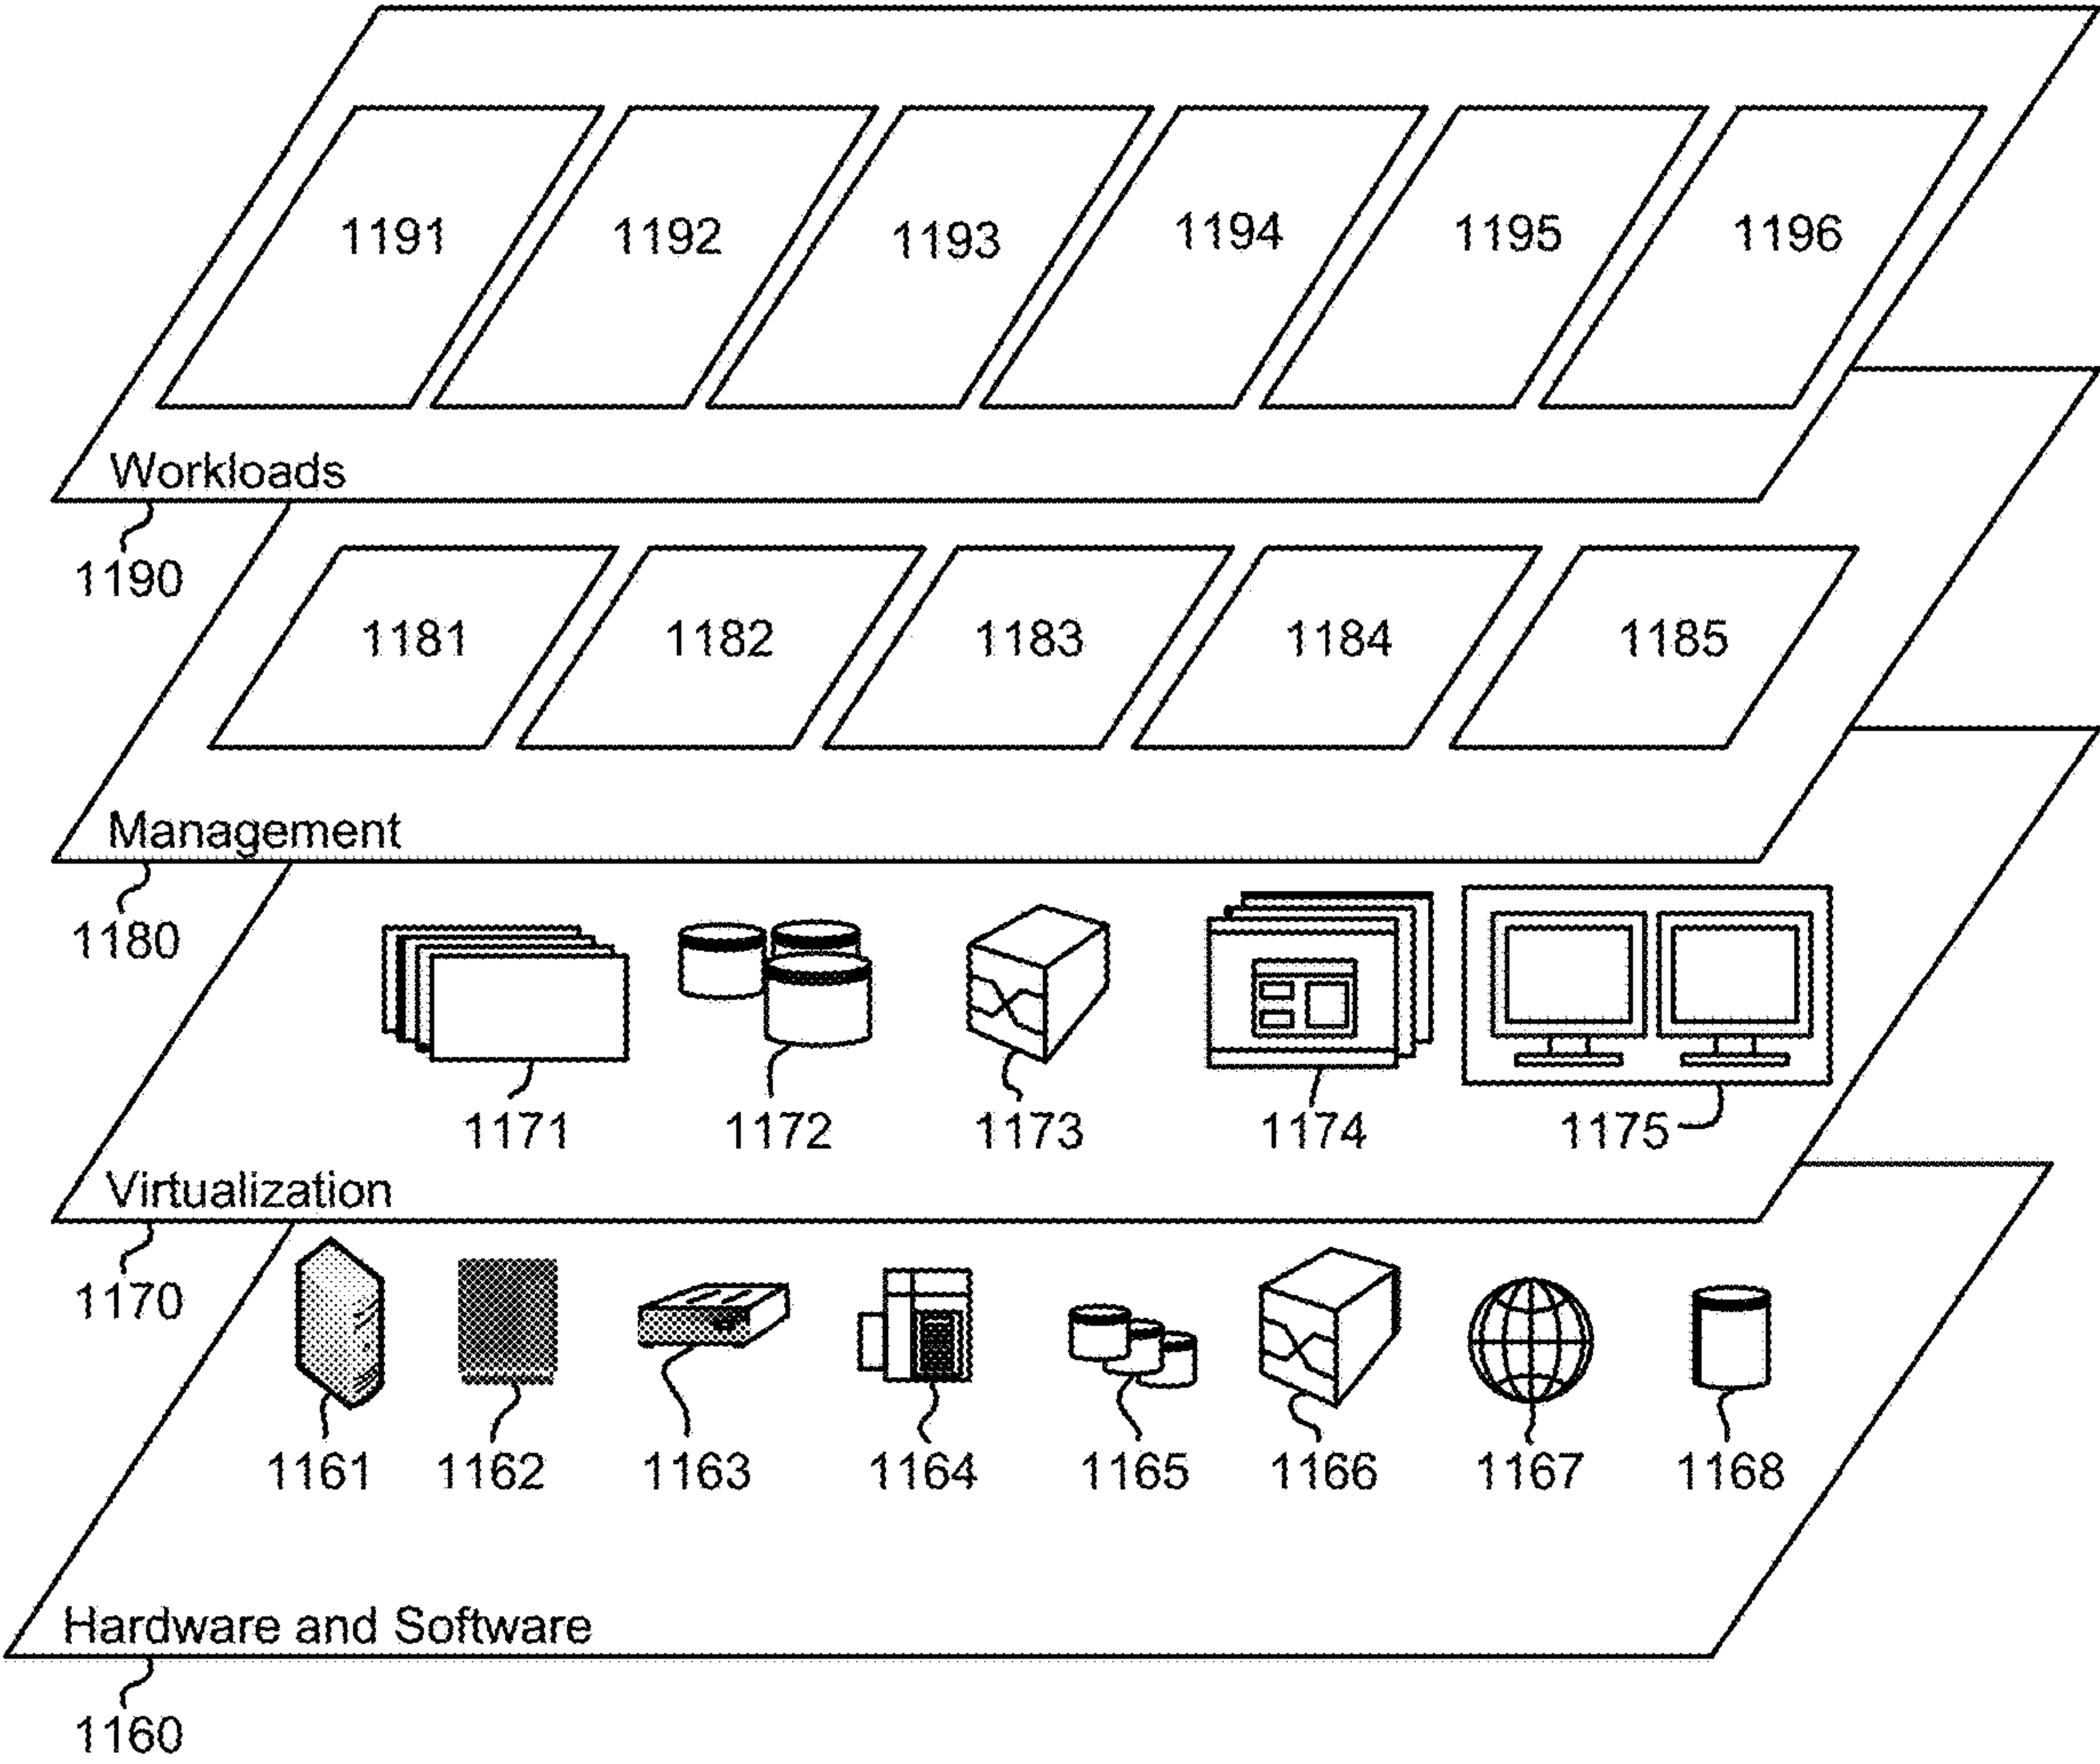 1191 1192 1193 1194 1195 1196
Workloads
1190
1181 1182 1183 1184 1185
Management
1180
1171 1172 1173 1174 1175
Virtualization
1170
1161 1162 1163 1164 1165 1166 1167 1168
Hardware and Software
1160